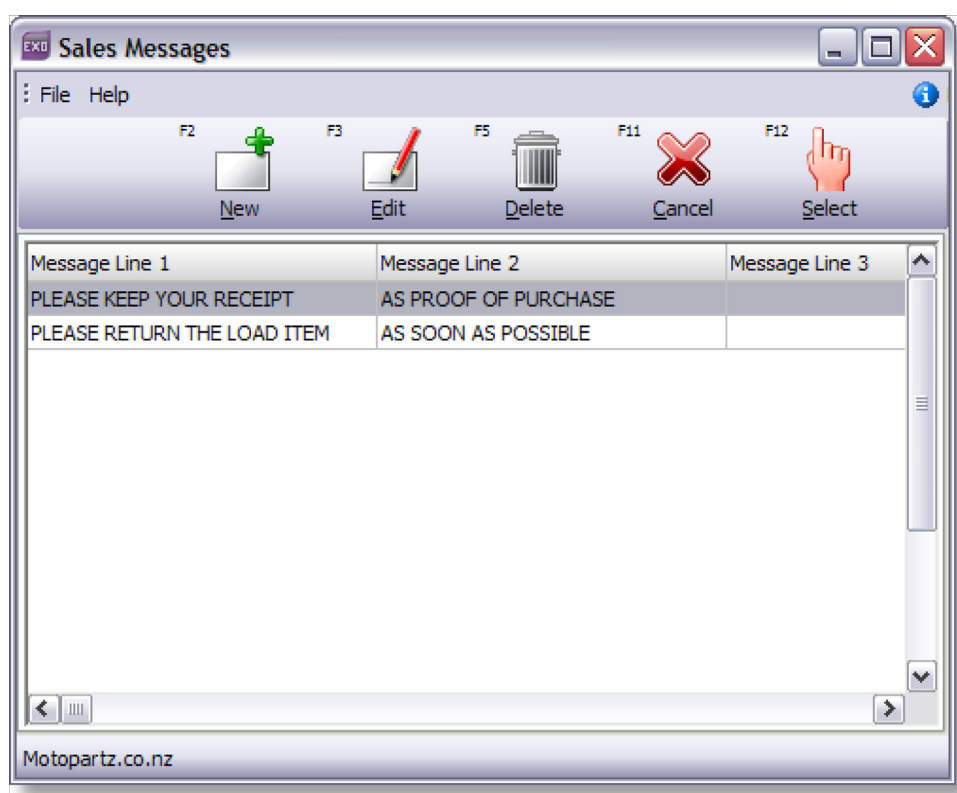 EXO Sales Messages
File Help
F2 F3 F5 F11 F12
New Edit Delete Cancel Select
Message Line 1 Message Line 2 Message Line 3
PLEASE KEEP YOUR RECEIPT AS PROOF OF PURCHASE
PLEASE RETURN THE LOAD ITEM AS SOON AS POSSIBLE
Motopartz.co.nz